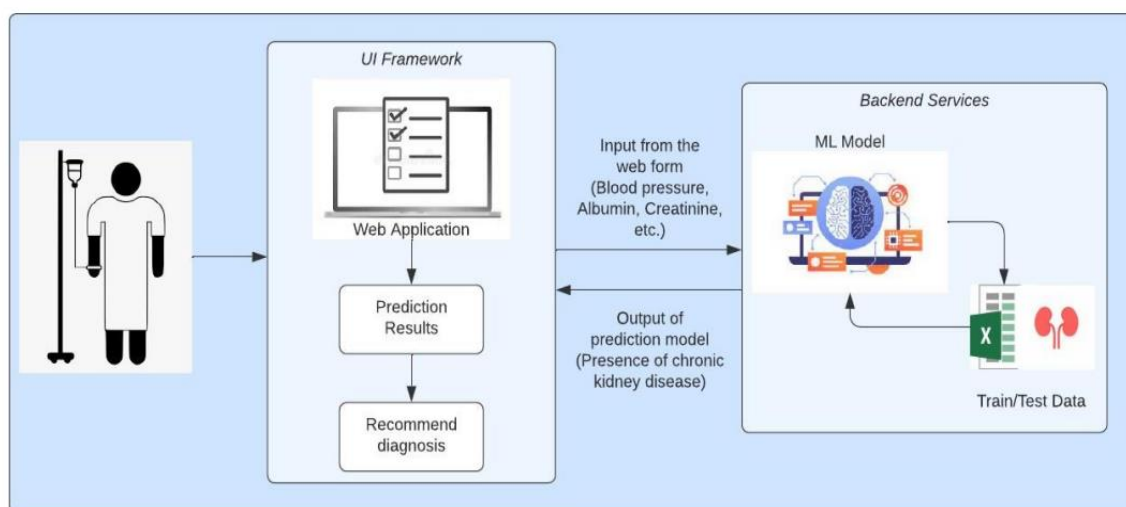 UI Framework
Web Application
Prediction
Results
Recommend
diagnosis
Input from the
web form
(Blood pressure,
Albumin, Creatinine,
etc.)
Output of
prediction model
(Presence of chronic
kidney disease)
Backend Services
ML Model
X
Train/Test Data